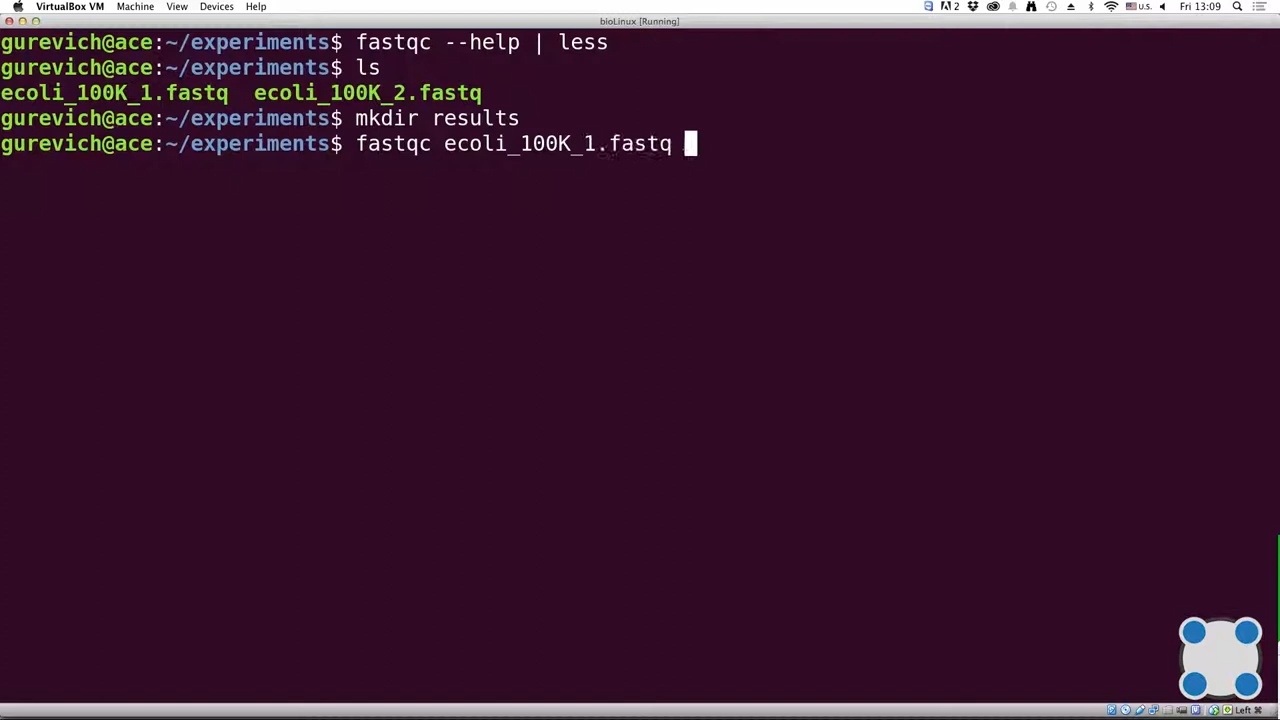 VirtualBox VM Machine View Devices Help 2 U.S. Fri 13:09
bioLinux [Running]
gurevich@ace:~/experiments$ fastqc --help | less
gurevich@ace:~/experiments$ ls
ecoli_100K_1.fastq  ecoli_100K_2.fastq
gurevich@ace:~/experiments$ mkdir results
gurevich@ace:~/experiments$ fastqc ecoli_100K_1.fastq
Left ⌘